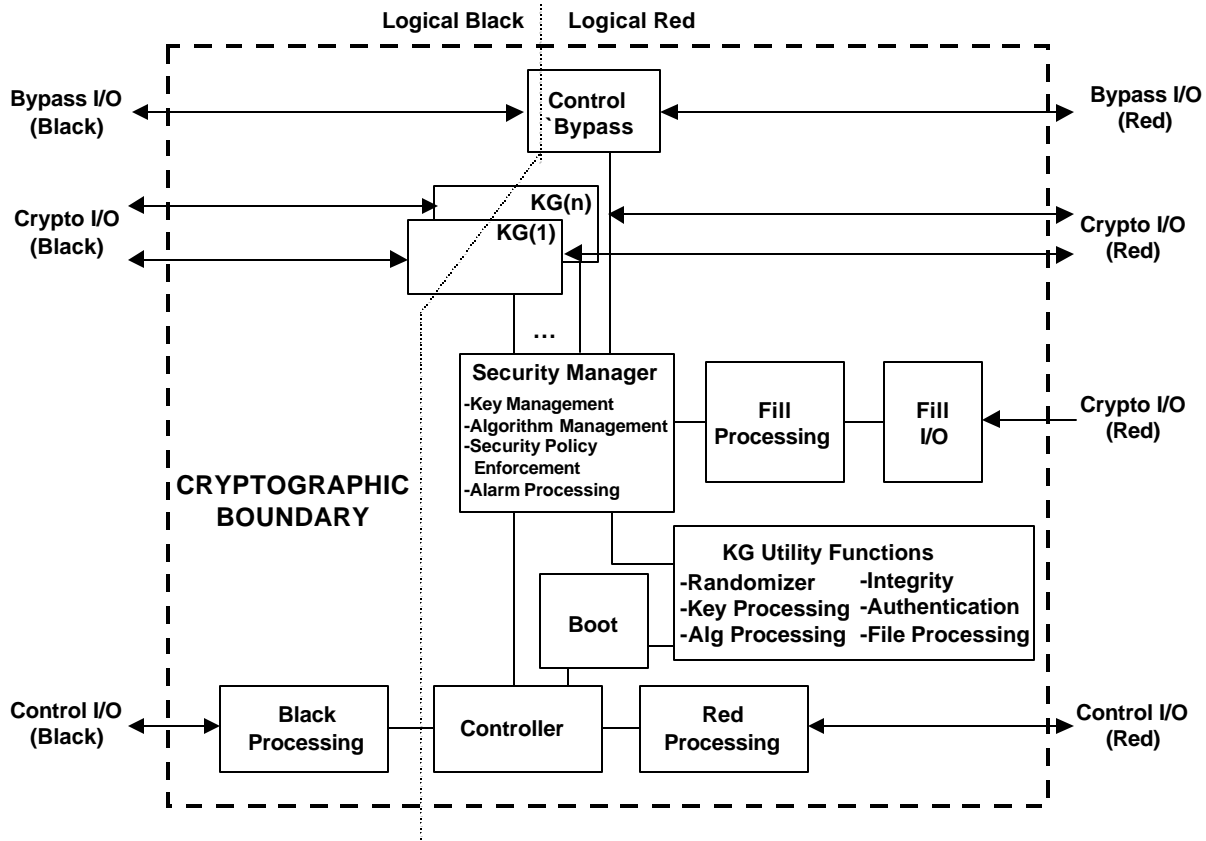 Logical Black
Logical Red
Bypass I/O
(Black)
Control
`Bypass
Bypass I/O
(Red)
Crypto I/O
(Black)
KG(n)
KG(1)
Crypto I/O
(Red)
...
Security Manager
-Key Management
-Algorithm Management
-Security Policy
Enforcement
-Alarm Processing
Fill
Processing
Fill
I/O
Crypto I/O
(Red)
CRYPTOGRAPHIC
BOUNDARY
KG Utility Functions
-Randomizer
-Integrity
-Key Processing
-Authentication
-Alg Processing
-File Processing
Boot
Control I/O
(Black)
Black
Processing
Controller
Red
Processing
Control I/O
(Red)